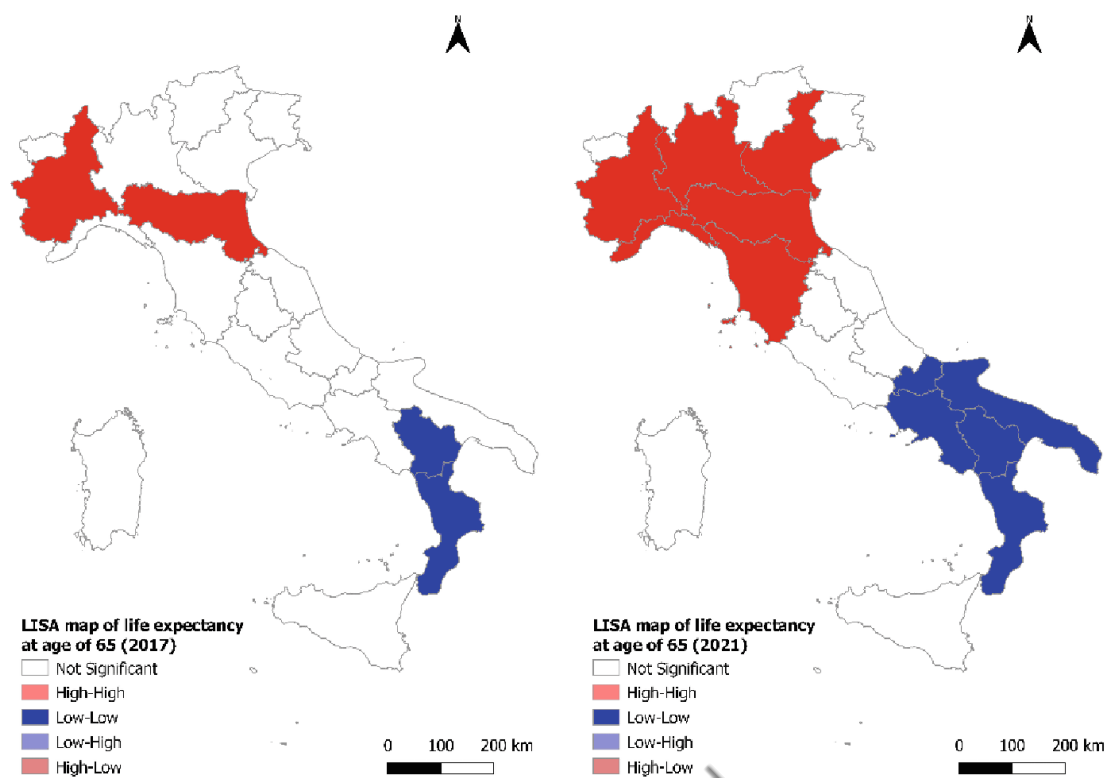 N
LISA map of life expectancy
at age of 65 (2017)
Not Significant
High-High
Low-Low
Low-High
High-Low
0 100 200 km
N
LISA map of life expectancy
at age of 65 (2021)
Not Significant
High-High
Low-Low
Low-High
High-Low
0 100 200 km